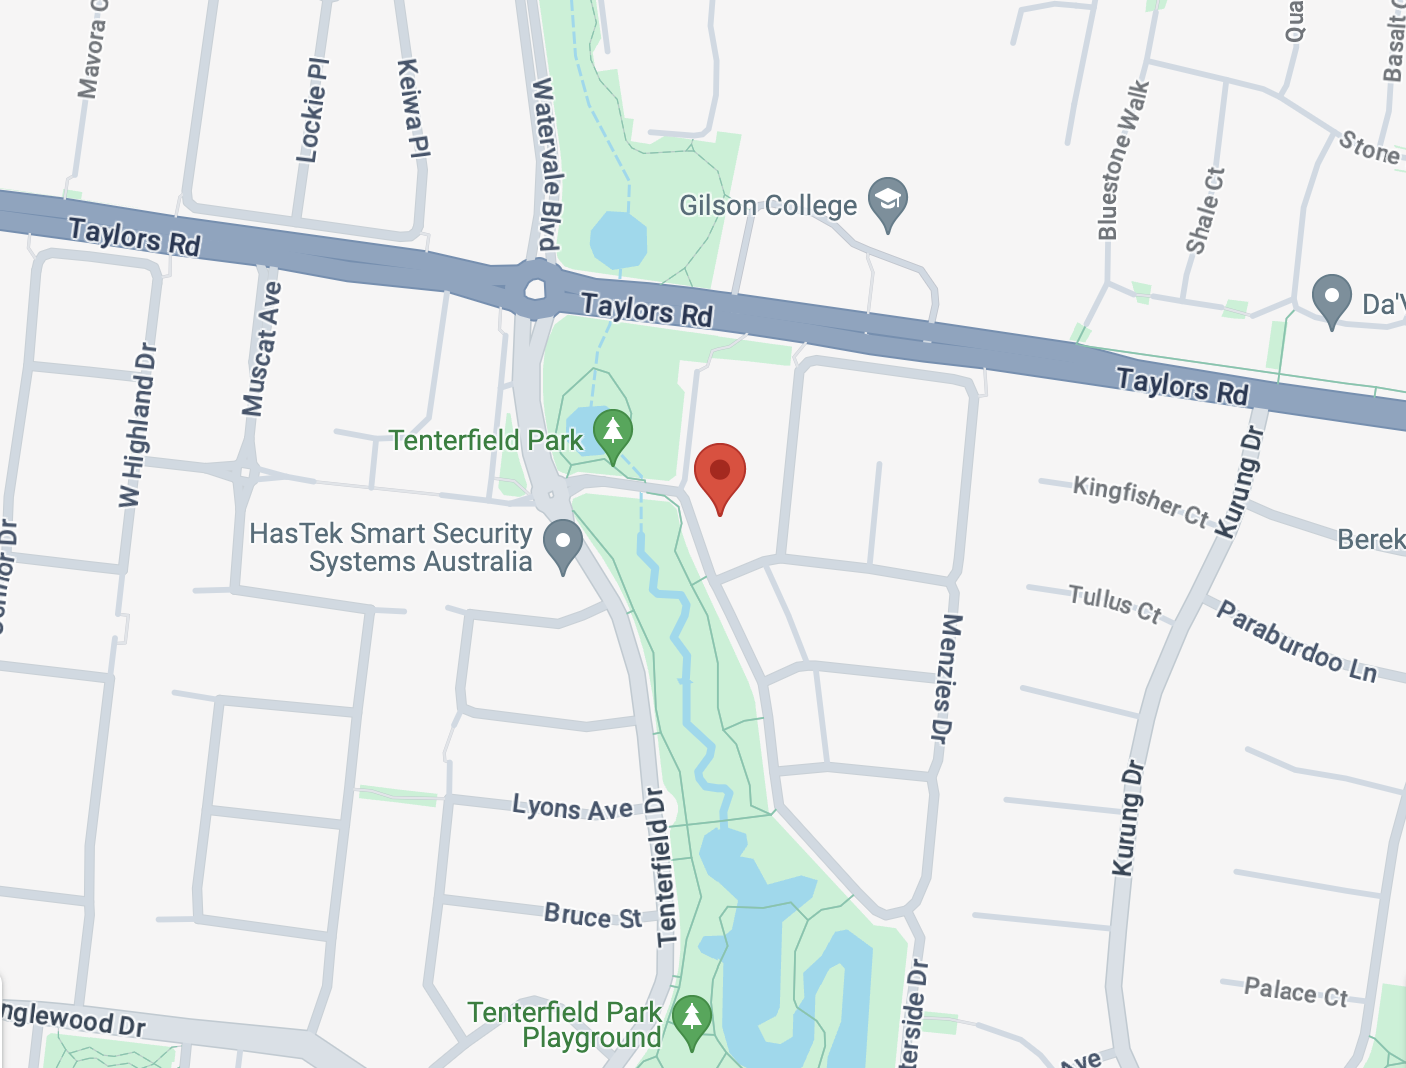 Mavora C
Lockie Pl
Keiwa Pl
Watervale Blvd
Qua
Basalt
Bluestone Walk
Shale Ct
Stone
Gilson College
Taylors Rd
Taylors Rd
Da'V
Taylors Rd
W Highland Dr
Muscat Ave
Tenterfield Park
Kurung Dr
Kingfisher Ct
Berek
HasTek Smart Security
Systems Australia
Tullus Ct
Paraburdoo Ln
Menzies Dr
Kurung Dr
Lyons Ave
Tenterfield Dr
Bruce St
nglewood Dr
Tenterfield Park
Playground
terside Dr
Palace Ct
Ave